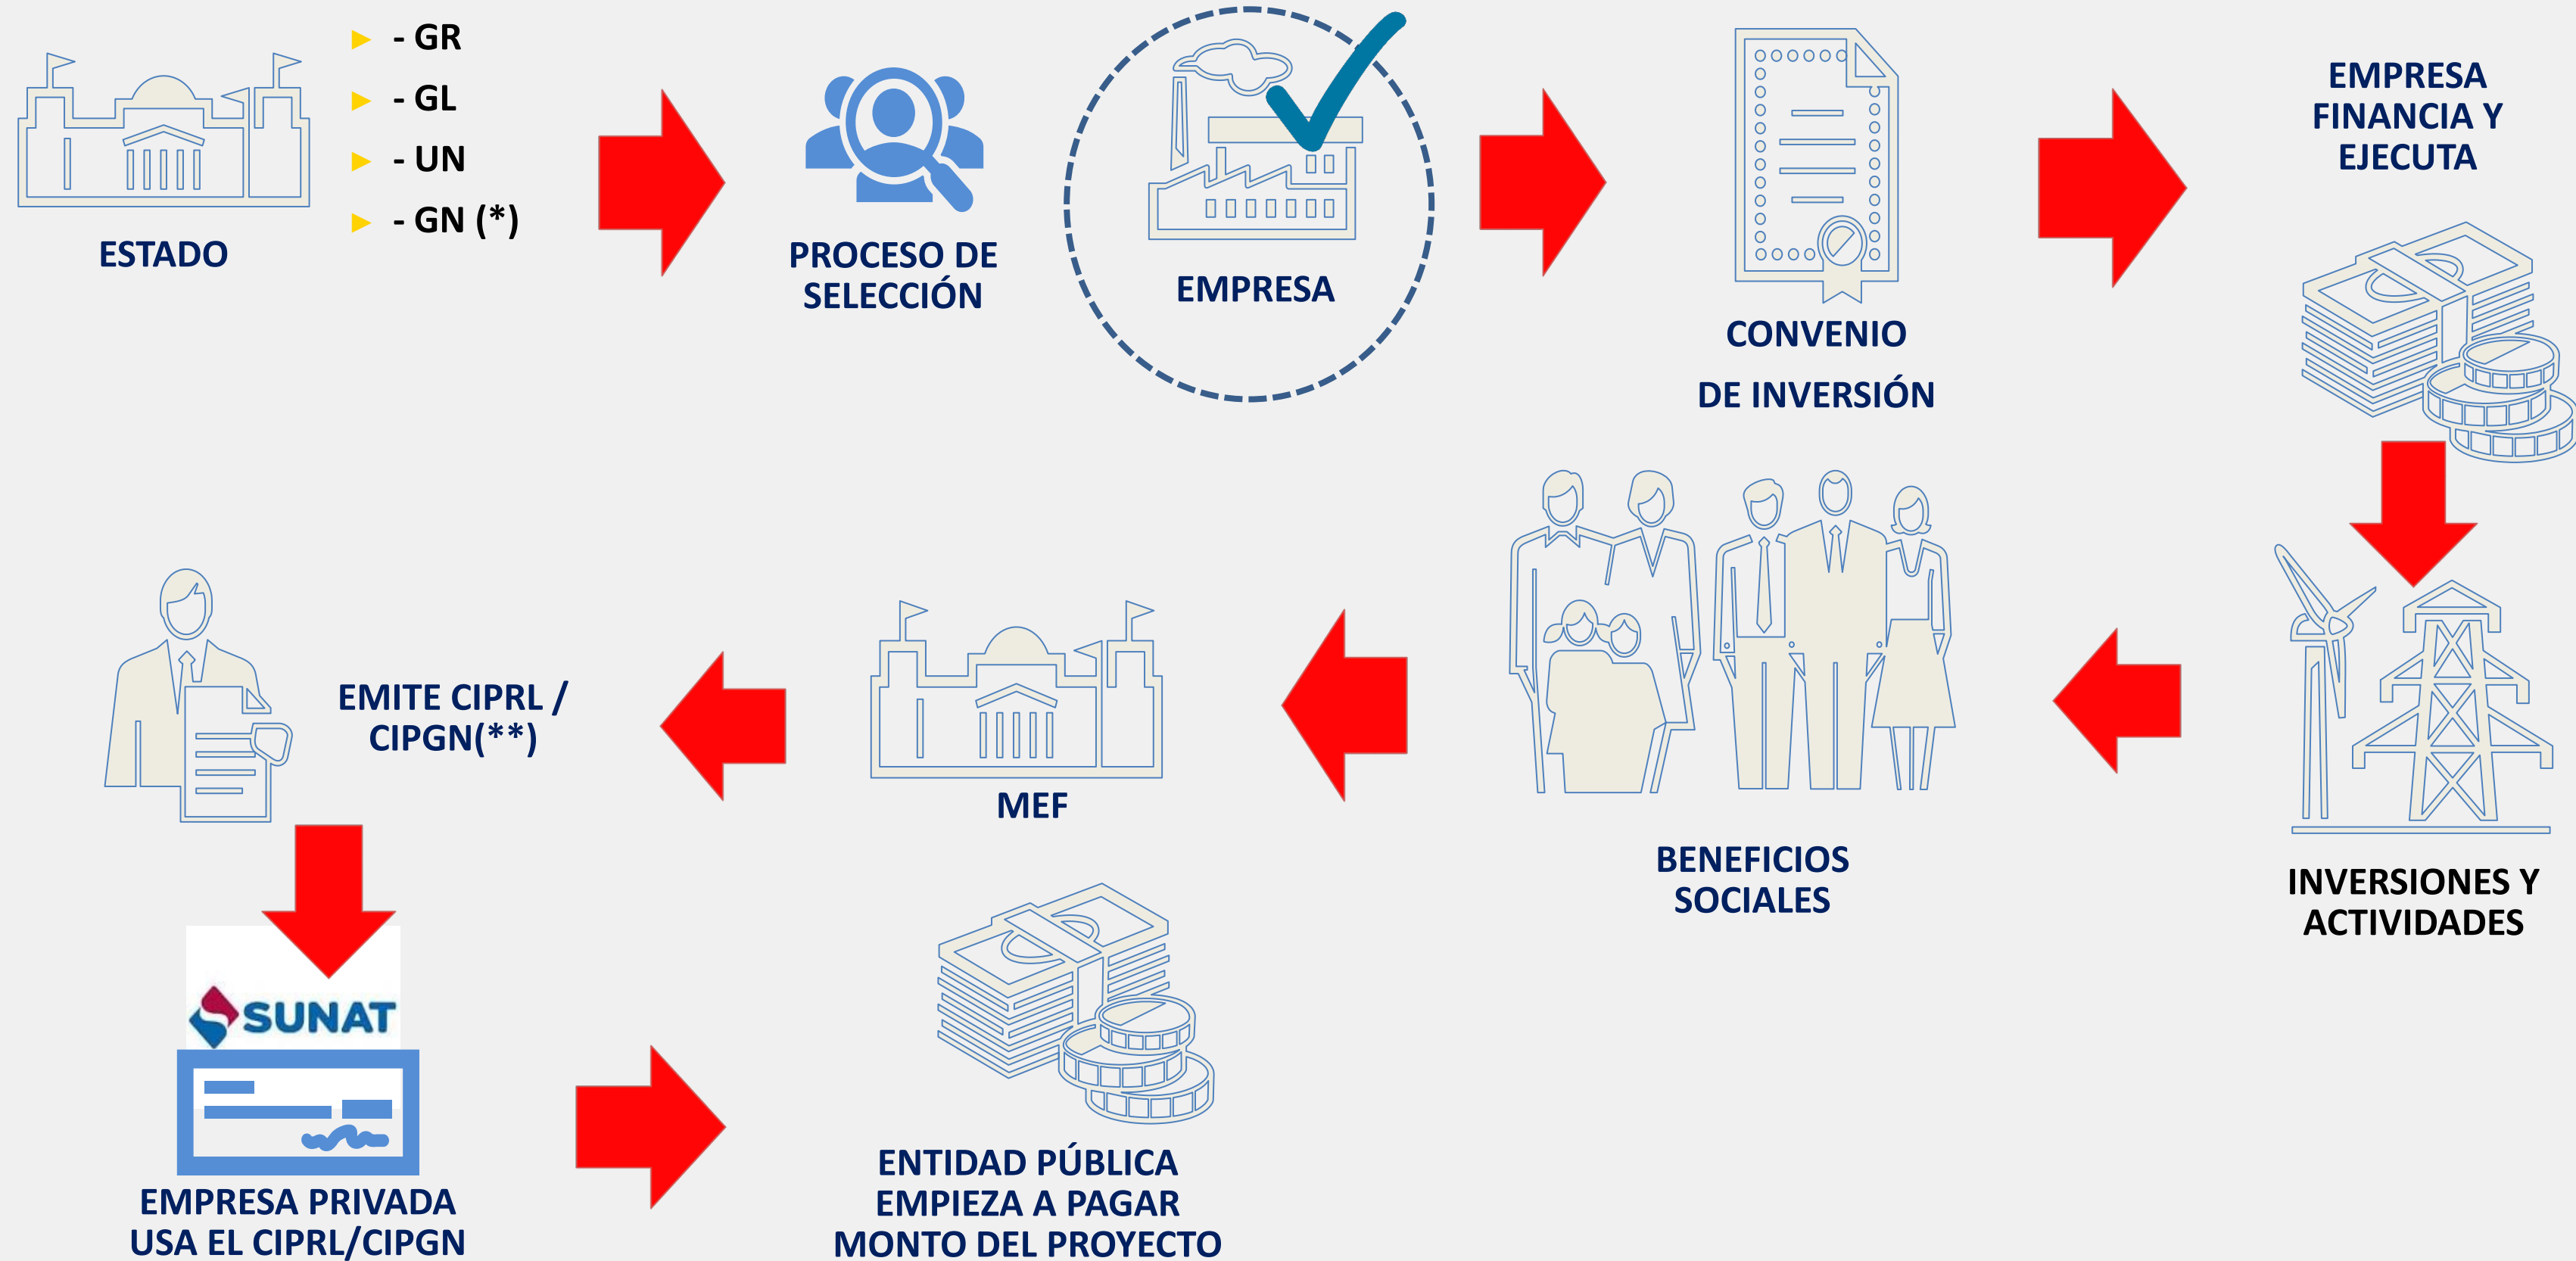 - GR
- GL
- UN
- GN (*)
ESTADO
PROCESO DE
SELECCIÓN
EMPRESA
CONVENIO
DE INVERSIÓN
EMPRESA
FINANCIA Y
EJECUTA
INVERSIONES Y
ACTIVIDADES
BENEFICIOS
SOCIALES
MEF
EMITE CIPRL /
CIPGN(**)
SUNAT
EMPRESA PRIVADA
USA EL CIPRL/CIPGN
ENTIDAD PÚBLICA
EMPIEZA A PAGAR
MONTO DEL PROYECTO